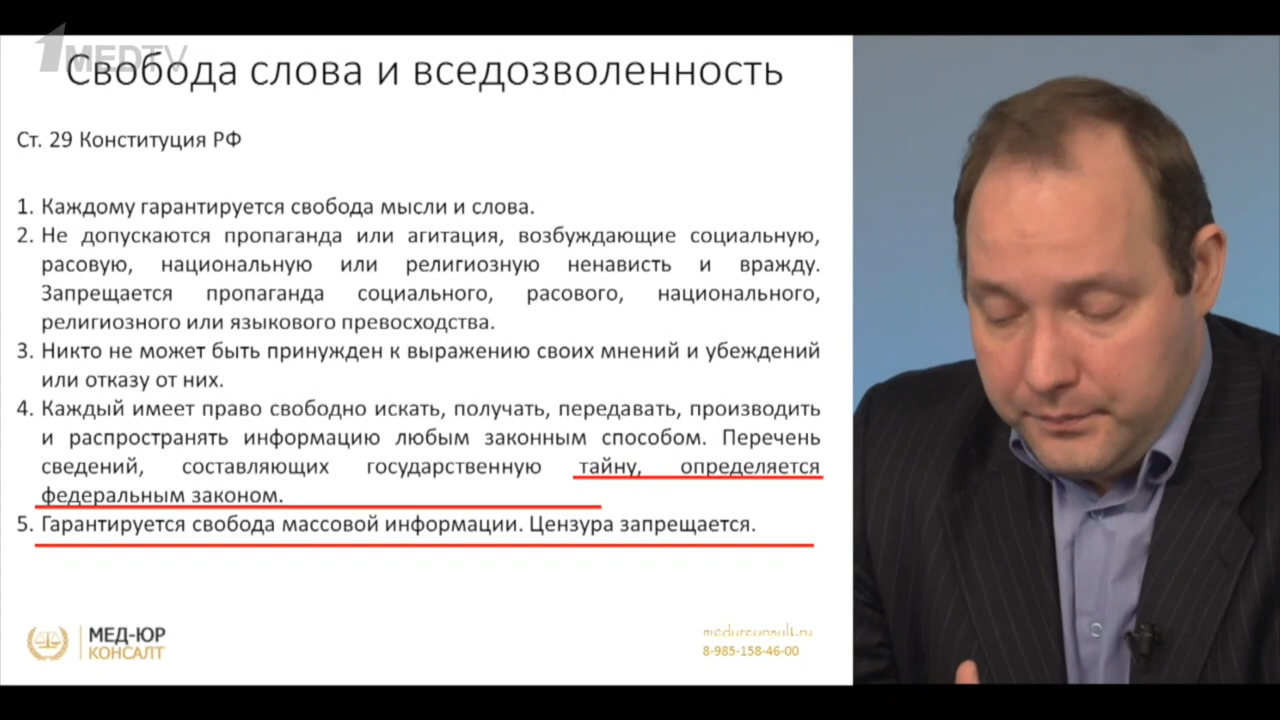 1MEDTV
Свобода слова и вседозволенность
Ст. 29 Конституция РФ
1. Каждому гарантируется свобода мысли и слова.
2. Не допускаются пропаганда или агитация, возбуждающие социальную,
расовую, национальную или религиозную ненависть и вражду.
Запрещается пропаганда социального, расового, национального,
религиозного или языкового превосходства.
3. Никто не может быть принужден к выражению своих мнений и убеждений
или отказу от них.
4. Каждый имеет право свободно искать, получать, передавать, производить
и распространять информацию любым законным способом. Перечень
сведений, составляющих государственную тайну, определяется
федеральным законом.
5. Гарантируется свобода массовой информации. Цензура запрещается.
МЕД-ЮР
КОНСАЛТ
medurconsult.ru
8-985-158-46-00